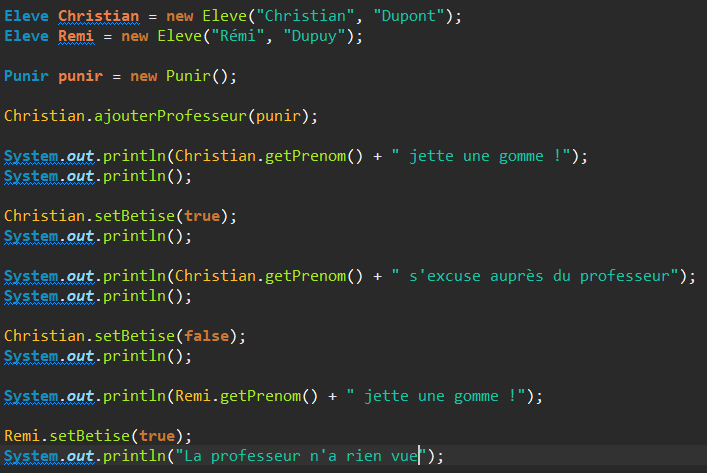 Eleve Christian = new Eleve("Christian", "Dupont");
Eleve Remi = new Eleve("Rémi", "Dupuy");
Punir punir = new Punir();
Christian.ajouterProfesseur(punir);
System.out.println(Christian.getPrenom() + " jette une gomme !");
System.out.println();
Christian.setBetise(true);
System.out.println();
System.out.println(Christian.getPrenom() + " s'excuse auprès du professeur");
System.out.println();
Christian.setBetise(false);
System.out.println();
System.out.println(Remi.getPrenom() + " jette une gomme !");
Remi.setBetise(true);
System.out.println("La professeur n'a rien vue");